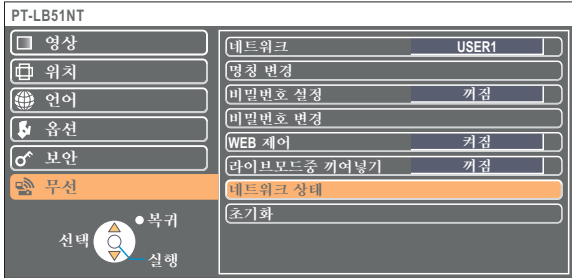 PT-LB51NT
영상
위치
언어
옵션
보안
무선
복귀
선택
실행
네트워크 USER1
명칭 변경
비밀번호 설정 꺼짐
비밀번호 변경
WEB 제어 켜짐
라이브모드중 끼어넣기 꺼짐
네트워크 상태
초기화